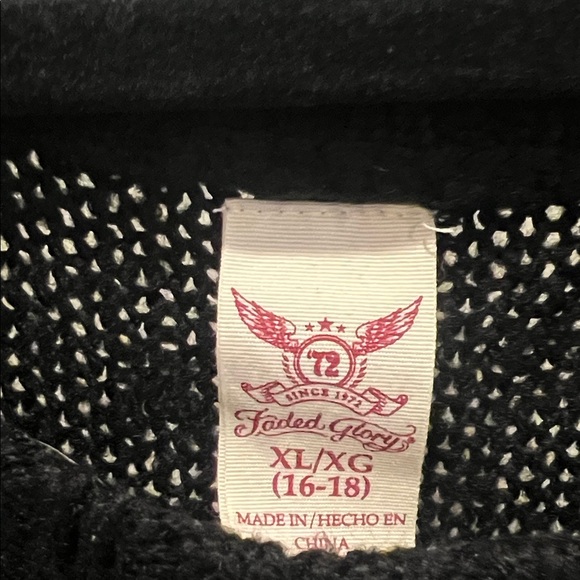 '72
SINCE 1972
Faded Glory
XL/XG
(16-18)
MADE IN/HECHO EN
CHINA